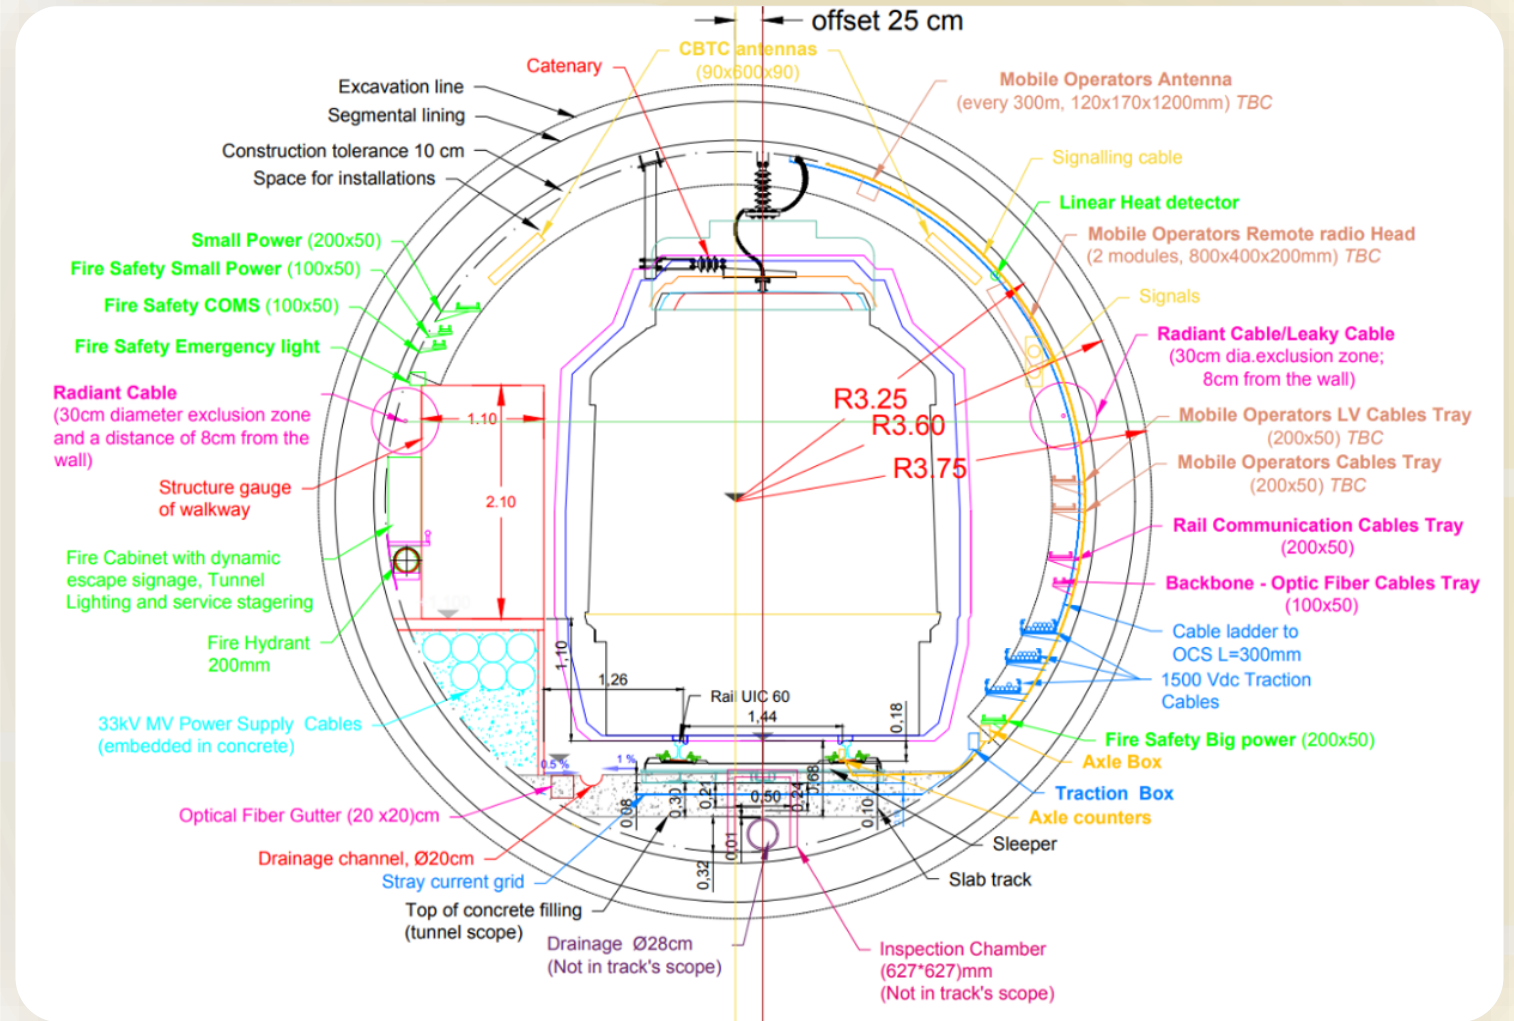 offset 25 cm
CBTC antennas
(90x600x90)
Catenary
Excavation line
Segmental lining
Construction tolerance 10 cm
Space for installations
Small Power (200x50)
Fire Safety Small Power (100x50)
Fire Safety COMS (100x50)
Fire Safety Emergency light
Radiant Cable
(30cm diameter exclusion zone
and a distance of 8cm from the
wall)
Structure gauge
of walkway
Fire Cabinet with dynamic
escape signage, Tunnel
Lighting and service stagering
Fire Hydrant
200mm
33kV MV Power Supply Cables
(embedded in concrete)
Optical Fiber Gutter (20 x20)cm
Drainage channel, Ø20cm
Stray current grid
Top of concrete filling
(tunnel scope)
Drainage Ø28cm
(Not in track's scope)
Mobile Operators Antenna
(every 300m, 120x170x1200mm) TBC
Signalling cable
Linear Heat detector
Mobile Operators Remote radio Head
(2 modules, 800x400x200mm) TBC
Signals
Radiant Cable/Leaky Cable
(30cm dia.exclusion zone;
8cm from the wall)
Mobile Operators LV Cables Tray
(200x50) TBC
Mobile Operators Cables Tray
(200x50) TBC
Rail Communication Cables Tray
(200x50)
Backbone - Optic Fiber Cables Tray
(100x50)
Cable ladder to
OCS L=300mm
1500 Vdc Traction
Cables
Fire Safety Big power (200x50)
Axle Box
Traction Box
Axle counters
Sleeper
Slab track
Inspection Chamber
(627*627)mm
(Not in track's scope)
R3.25
R3.60
R3.75
1.10
2.10
1,10
1,26
Rail UIC 60
1,44
0,18
0.5 %
1 %
0,08
0,30
0,21
0,50
0,24
0,68
0,10
0,01
0,32